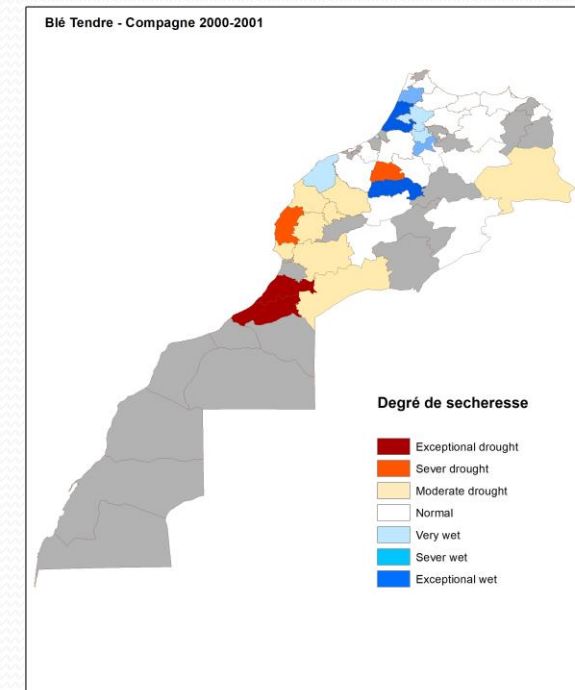 Blé Tendre - Compagne 2000-2001
Degré de secheresse
Exceptional drought
Sever drought
Moderate drought
Normal
Very wet
Sever wet
Exceptional wet